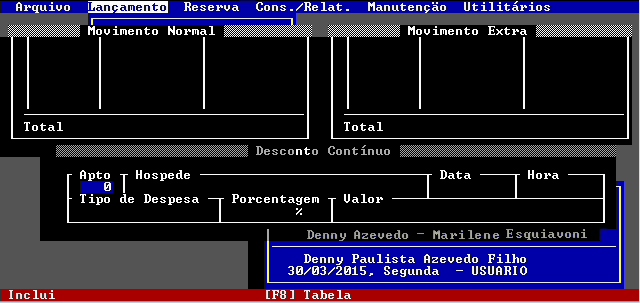 Arquivo Lançamento Reserva Cons./Relat. Manutenção Utilitários
Movimento Normal Movimento Extra
Total Total
Desconto Contínuo
Apto Hospede Data Hora
0
Tipo de Despesa Porcentagem Valor
%
Denny Azevedo - Marilene Esquiavoni
Denny Paulista Azevedo Filho
30/03/2015, Segunda - USUARIO
Inclui [F8] Tabela